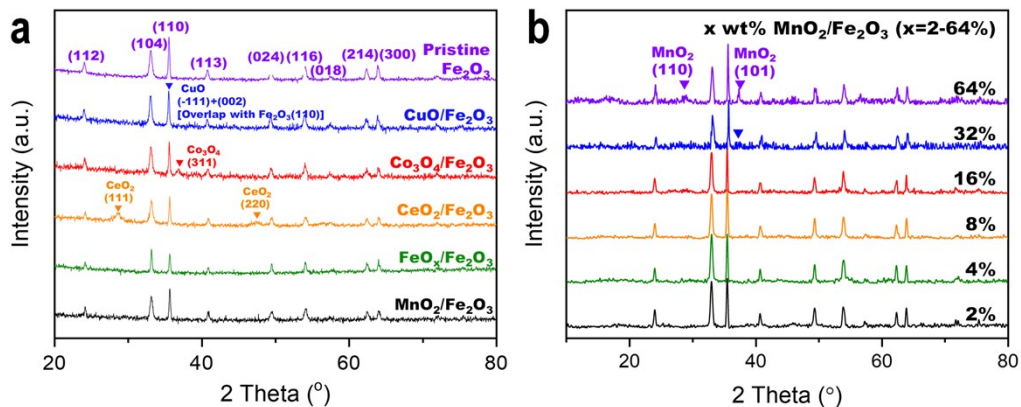 a
Intensity (a.u.)
(112)
(104)
(110)
(113)
(024)
(116)
(018)
(214)
(300)
Pristine
Fe₂O₃
CuO
(-111)+(002)
[Overlap with Fe₂O₃(110)]
CuO/Fe₂O₃
Co₃O₄
(311)
Co₃O₄/Fe₂O₃
CeO₂
(111)
CeO₂
(220)
CeO₂/Fe₂O₃
FeOₓ/Fe₂O₃
MnO₂/Fe₂O₃
20 40 60 80
2 Theta (°)
b
Intensity (a.u.)
x wt% MnO₂/Fe₂O₃ (x=2-64%)
MnO₂
(110)
MnO₂
(101)
64%
32%
16%
8%
4%
2%
20 40 60 80
2 Theta (°)